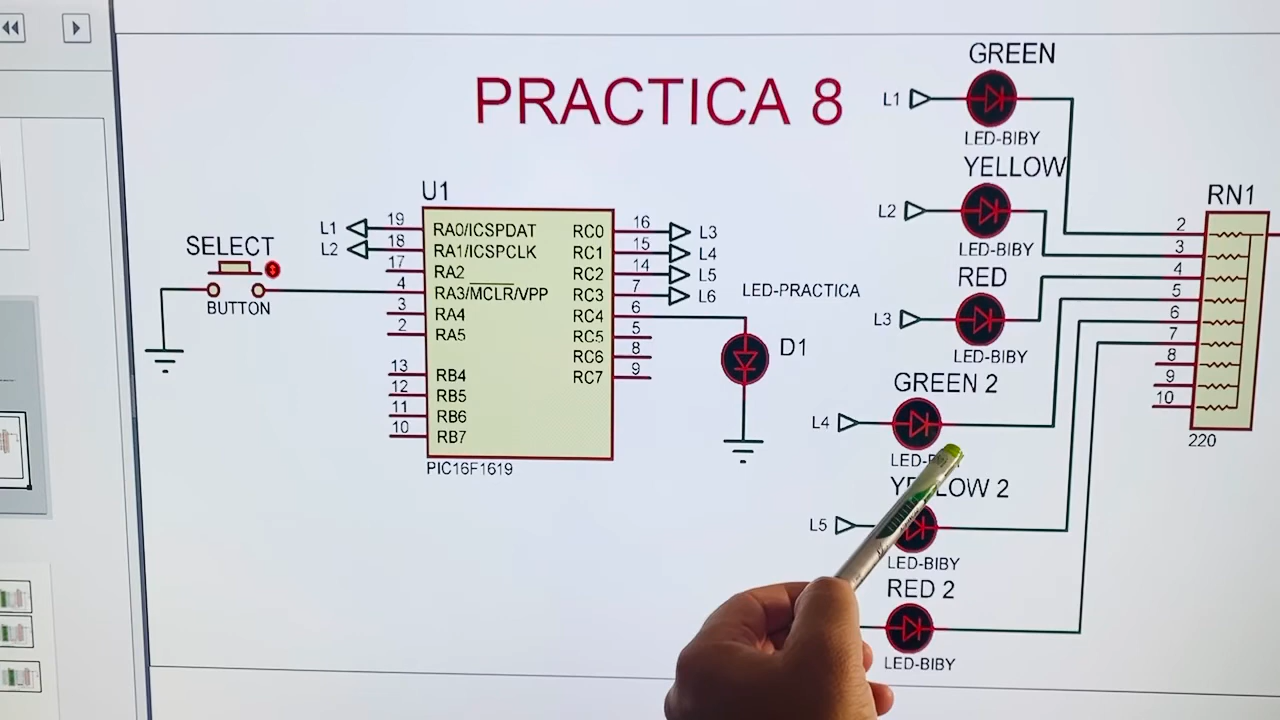 PRACTICA 8
U1
SELECT
BUTTON
L1
L2
19
18
17
4
3
2
13
12
11
10
RA0/ICSPDAT
RA1/ICSPCLK
RA2
RA3/MCLR/VPP
RA4
RA5
RB4
RB5
RB6
RB7
RC0
RC1
RC2
RC3
RC4
RC5
RC6
RC7
16
15
14
7
6
5
8
9
L3
L4
L5
L6
PIC16F1619
LED-PRACTICA
D1
GREEN
L1
LED-BIBY
YELLOW
L2
LED-BIBY
RED
L3
LED-BIBY
GREEN 2
L4
L5
LED-BIBY
RED 2
LED-BIBY
RN1
2
3
4
5
6
7
8
9
10
220